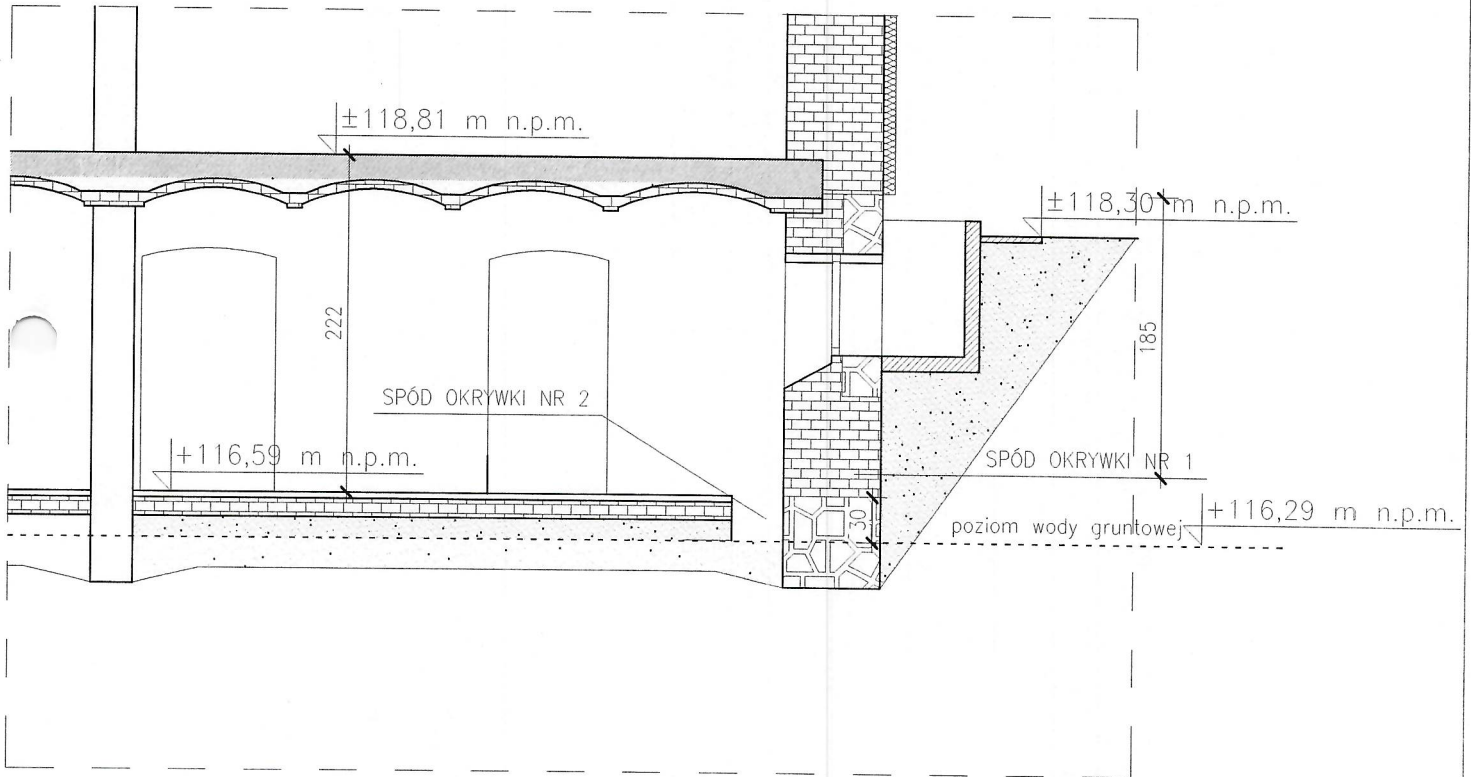 ±118,81 m n.p.m.
±118,30 m n.p.m.
222
185
SPÓD OKRYWKI NR 2
+116,59 m n.p.m.
SPÓD OKRYWKI NR 1
30
poziom wody gruntowej
+116,29 m n.p.m.